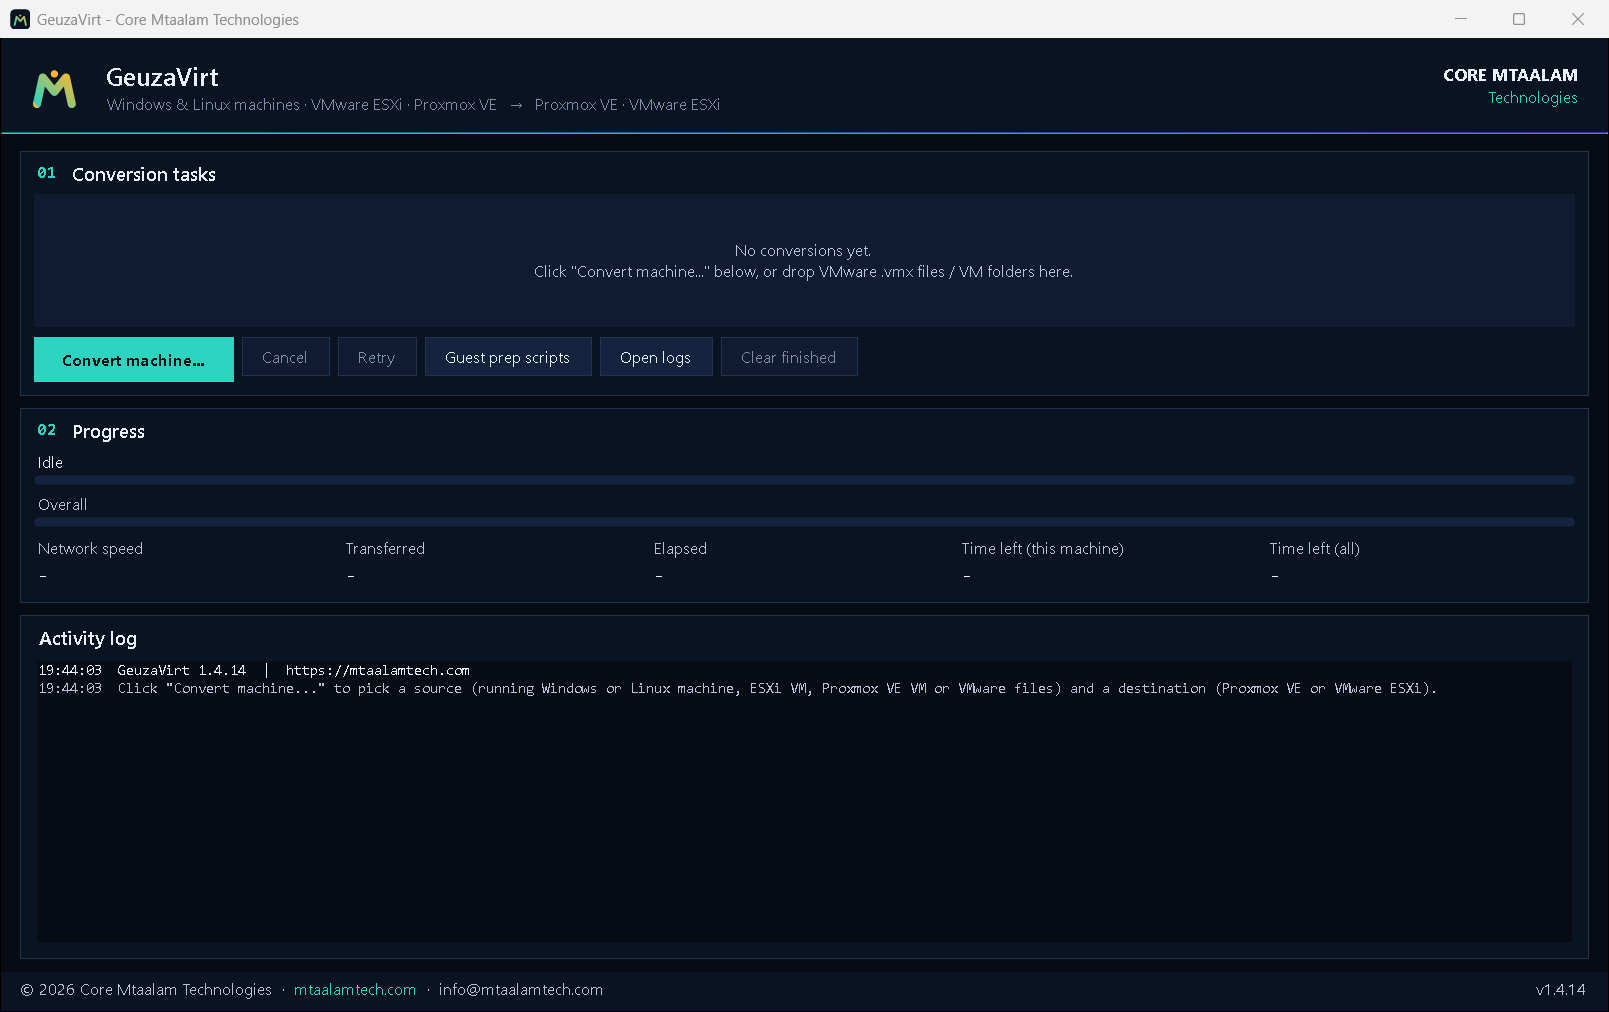 GeuzaVirt - Core Mtaalam Technologies
GeuzaVirt
Windows & Linux machines · VMware ESXi · Proxmox VE → Proxmox VE · VMware ESXi
CORE MTAALAM
Technologies
01 Conversion tasks
No conversions yet.
Click "Convert machine..." below, or drop VMware .vmx files / VM folders here.
Convert machine...
Cancel
Retry
Guest prep scripts
Open logs
Clear finished
02 Progress
Idle
Overall
Network speed
Transferred
Elapsed
Time left (this machine)
Time left (all)
–
–
–
–
–
Activity log
19:44:03 GeuzaVirt 1.4.14 | https://mtaalamtech.com
19:44:03 Click "Convert machine..." to pick a source (running Windows or Linux machine, ESXi VM, Proxmox VE VM or VMware files) and a destination (Proxmox VE or VMware ESXi).
© 2026 Core Mtaalam Technologies · mtaalamtech.com · info@mtaalamtech.com
v1.4.14